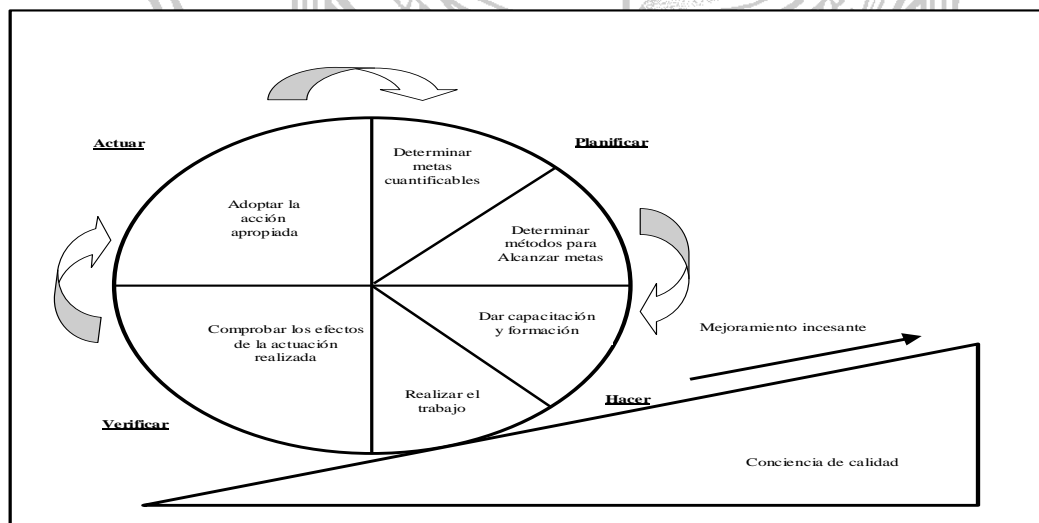 Actuar
Planificar
Determinar
metas
cuantificables
Adoptar la
acción
apropiada
Determinar
métodos para
Alcanzar metas
Dar capacitación
y formación
Comprobar los efectos
de la actuación
realizada
Mejoramiento incesante
Realizar el
trabajo
Hacer
Verificar
Conciencia de calidad